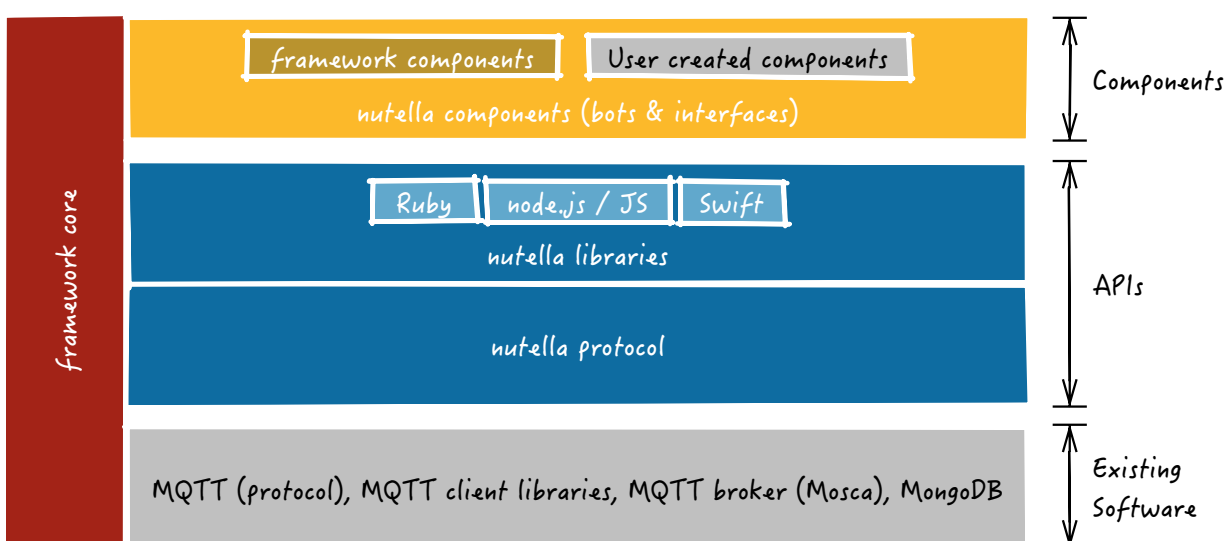 framework components
User created components
nutella components (bots & interfaces)
Components
framework core
Ruby
node.js / JS
Swift
nutella libraries
nutella protocol
APIs
MQTT (protocol), MQTT client libraries, MQTT broker (Mosca), MongoDB
Existing
Software